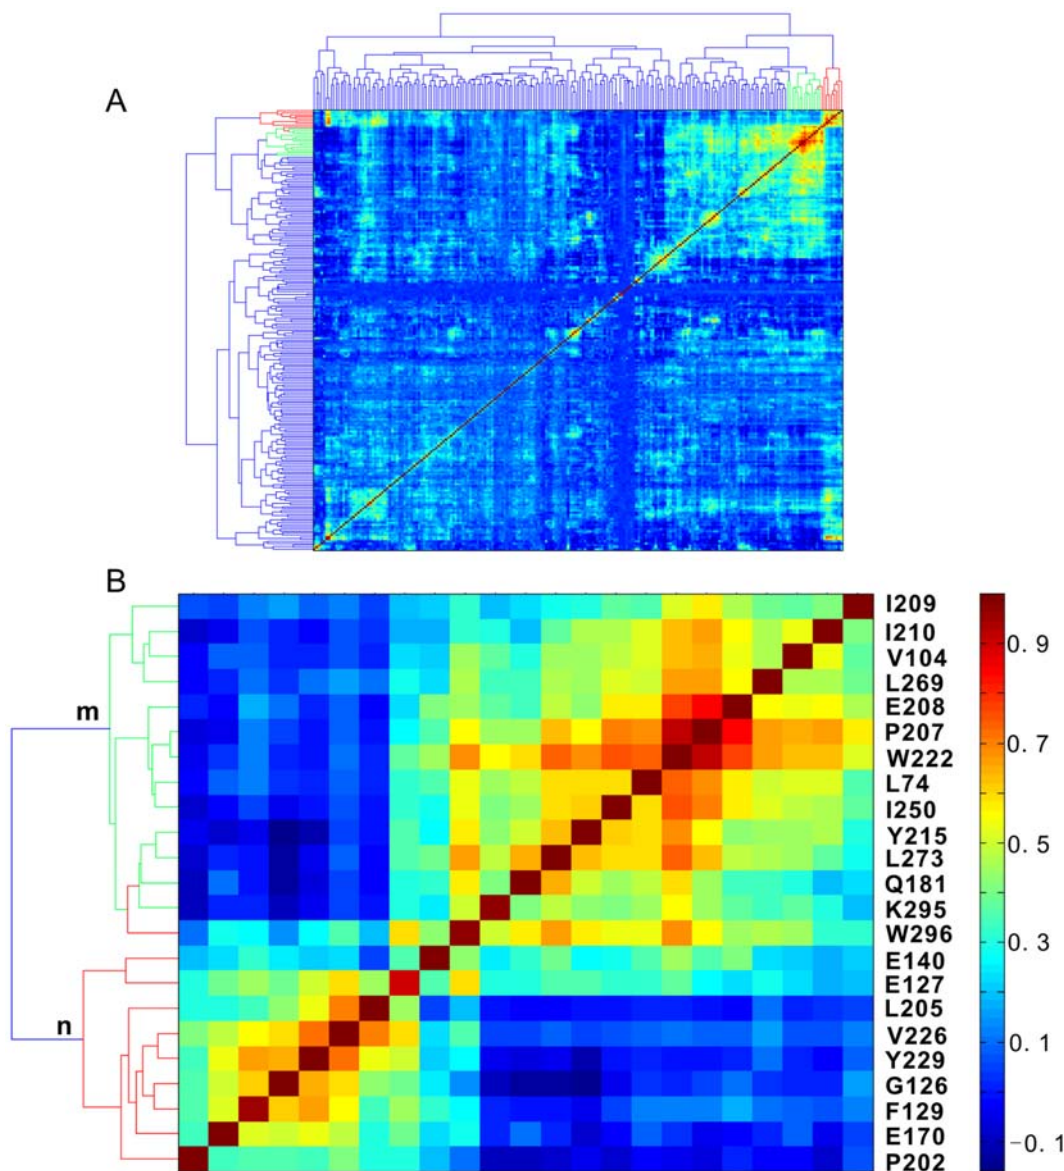 A
B
m
n
I209
I210
V104
L269
E208
P207
W222
L74
I250
Y215
L273
Q181
K295
W296
E140
E127
L205
V226
Y229
G126
F129
E170
P202
0.9
0.7
0.5
0.3
0.1
-0.1